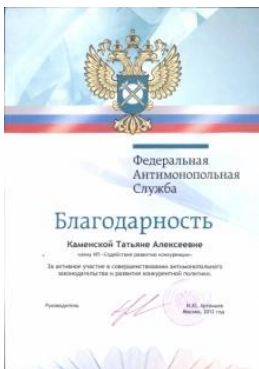 Федеральная
Антимонопольная
Служба
Благодарность
Каменской Татьяне Алексеевне
члену НП «Содействие развитию конкуренции»
За активное участие в совершенствовании антимонопольного
законодательства и развитии конкурентной политики.
Руководитель
И.Ю. Артемьев
Москва, 2012 год